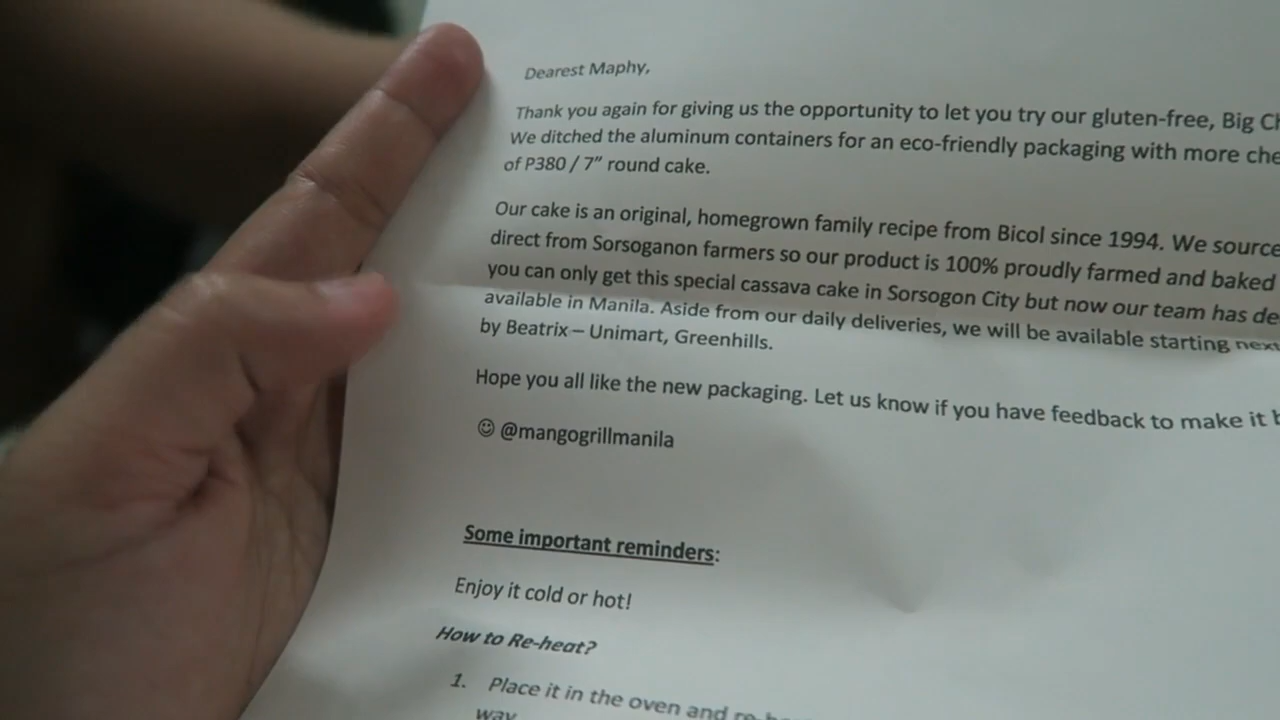 Dearest Maphy,
Thank you again for giving us the opportunity to let you try our gluten-free, Big
We ditched the aluminum containers for an eco-friendly packaging with more
of P380 / 7” round cake.
Our cake is an original, homegrown family recipe from Bicol since 1994. We source
direct from Sorsoganon farmers so our product is 100% proudly farmed and baked
you can only get this special cassava cake in Sorsogon City but now our team has
available in Manila. Aside from our daily deliveries, we will be available starting next
by Beatrix – Unimart, Greenhills.
Hope you all like the new packaging. Let us know if you have feedback to make it
☺ @mangogrillmanila
Some important reminders:
Enjoy it cold or hot!
How to Re-heat?
1. Place it in the oven and
way